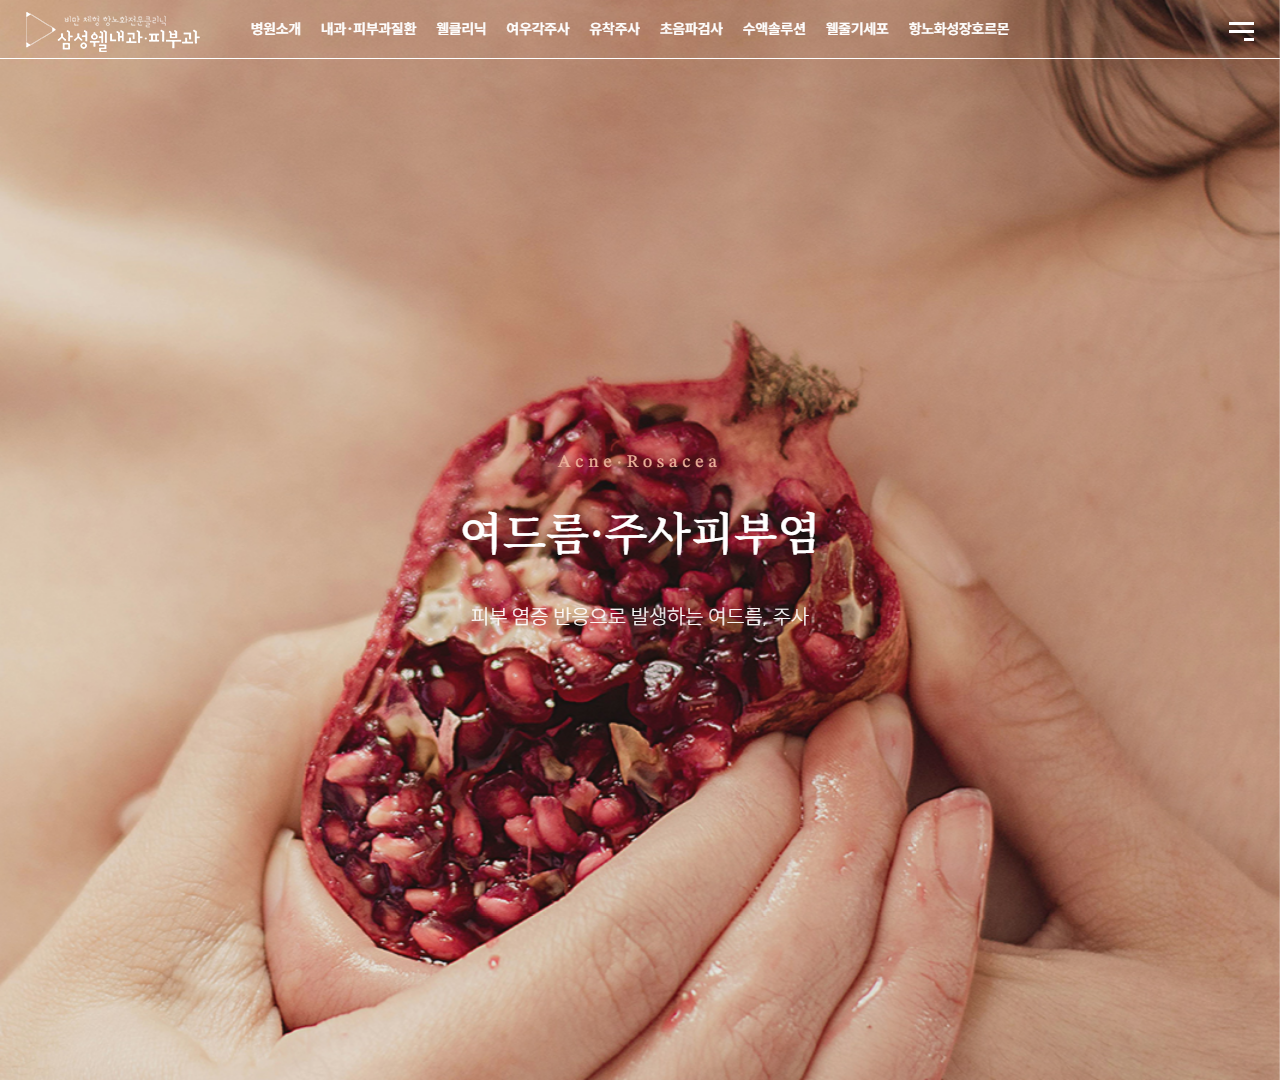 비만 체형 항노화전문클리닉
삼성웰내과·피부과
병원소개 내과·피부과질환 웰클리닉 여우각주사 유착주사 초음파검사 수액솔루션 웰줄기세포 항노화성장호르몬
Acne·Rosacea
여드름·주사피부염
피부 염증 반응으로 발생하는 여드름, 주사